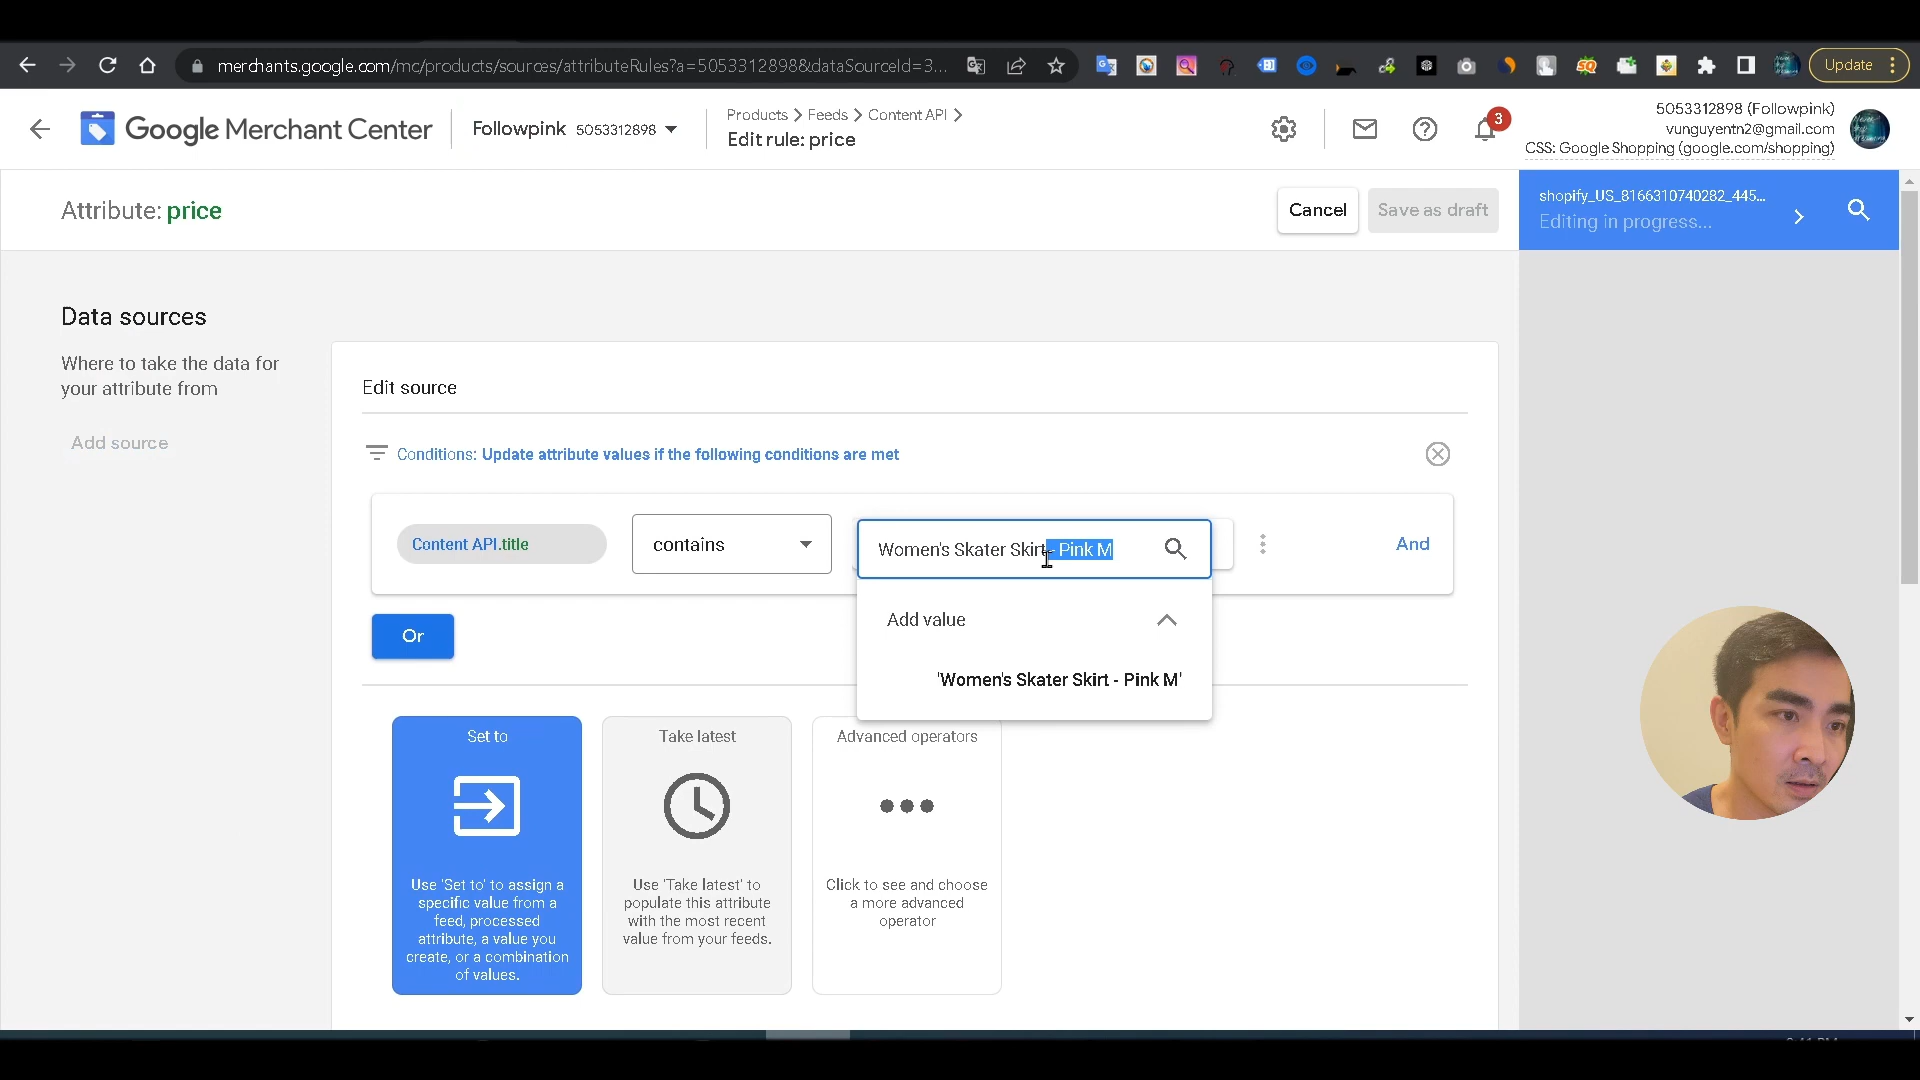 merchants.google.com/mc/products/sources/attributeRules?a=5053312898&dataSourceId=3...
Update
Google Merchant Center
Followpink 5053312898
Products > Feeds > Content API >
Edit rule: price
3
5053312898 (Followpink)
vunguyentn2@gmail.com
CSS: Google Shopping (google.com/shopping)
Attribute: price
Cancel
Save as draft
shopify_US_8166310740282_445...
Editing in progress...
Data sources
Where to take the data for
your attribute from
Add source
Edit source
Conditions: Update attribute values if the following conditions are met
Content API.title
contains
Women's Skater Skirt - Pink M
And
Add value
'Women's Skater Skirt - Pink M'
Or
Set to
Use 'Set to' to assign a
specific value from a
feed, processed
attribute, a value you
create, or a combination
of values.
Take latest
Use 'Take latest' to
populate this attribute
with the most recent
value from your feeds.
Advanced operators
Click to see and choose
a more advanced
operator